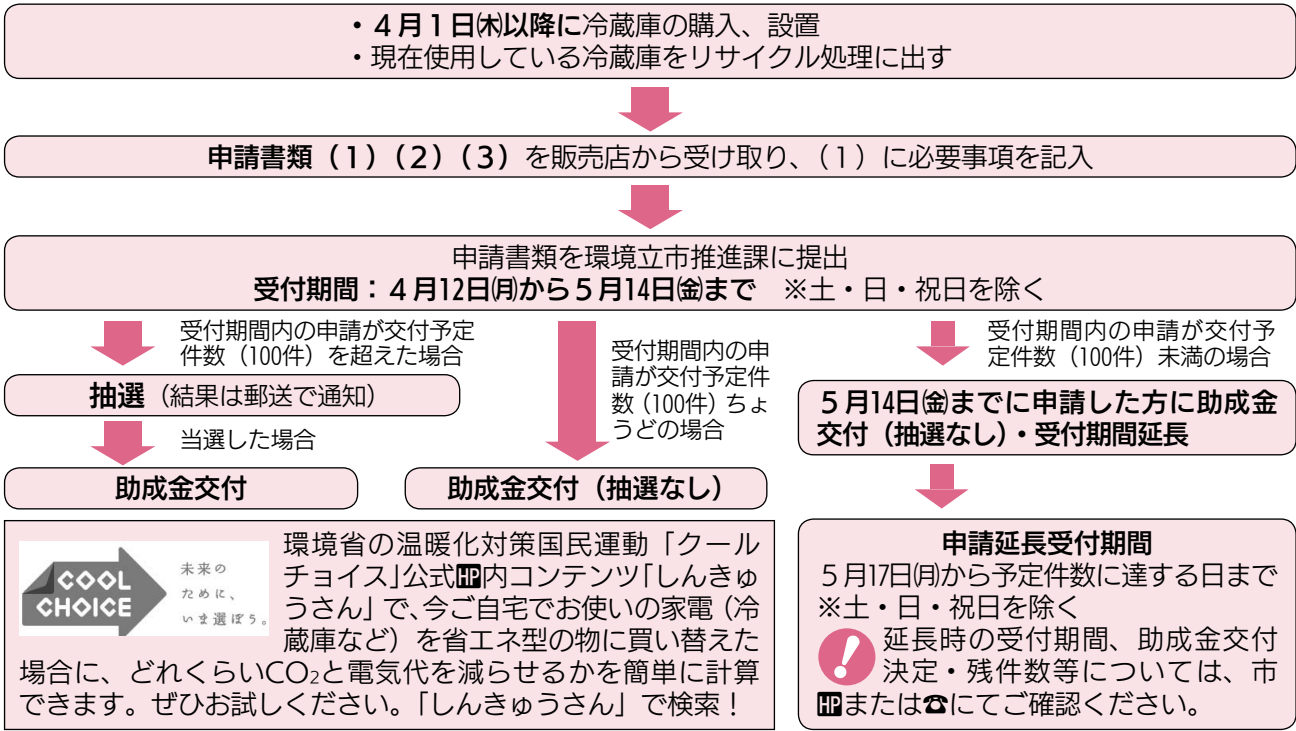 ・４月１日㈭以降に冷蔵庫の購入、設置
・現在使用している冷蔵庫をリサイクル処理に出す
申請書類（１）（２）（３）を販売店から受け取り、（１）に必要事項を記入
申請書類を環境立市推進課に提出
受付期間：４月12日㈪から５月14日㈮まで　※土・日・祝日を除く
受付期間内の申請が交付予
定件数（100件）を超えた場合
抽選（結果は郵送で通知）
当選した場合
助成金交付
受付期間内の申
請が交付予定件
数（100件）ちょ
うどの場合
助成金交付（抽選なし）
受付期間内の申請が交付予
定件数（100件）未満の場合
５月14日㈮までに申請した方に助成金
交付（抽選なし）・受付期間延長
申請延長受付期間
５月17日㈪から予定件数に達する日まで
※土・日・祝日を除く
延長時の受付期間、助成金交付
決定・残件数等については、市
HPまたは☎にてご確認ください。
COOL
CHOICE
未来の
ために、
いま選ぼう。
環境省の温暖化対策国民運動「クール
チョイス」公式HP内コンテンツ「しんきゅ
うさん」で、今ご自宅でお使いの家電（冷
蔵庫など）を省エネ型の物に買い替えた
場合に、どれくらいCO₂と電気代を減らせるかを簡単に計算
できます。ぜひお試しください。「しんきゅうさん」で検索！